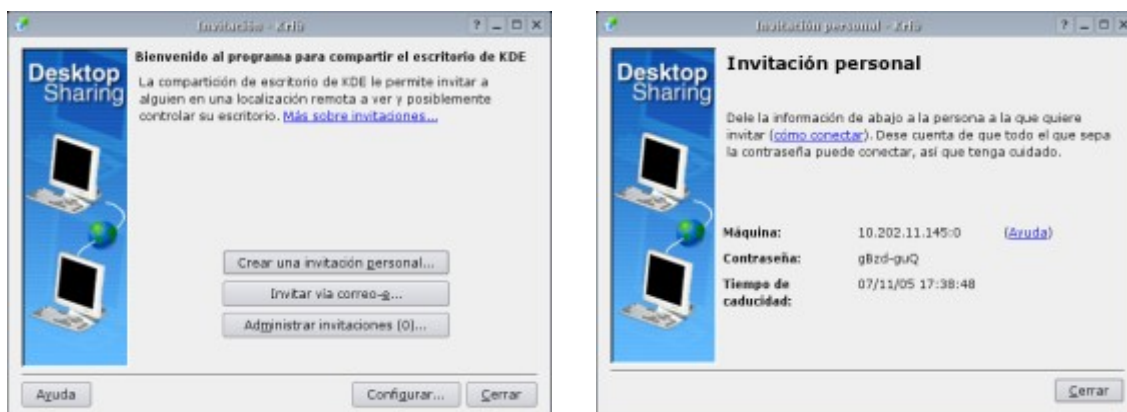 Invitación - Krfb
Desktop
Sharing
Bienvenido al programa para compartir el escritorio de KDE
La compartición de escritorio de KDE le permite invitar a
alguien en una localización remota a ver y posiblemente
controlar su escritorio. Más sobre invitaciones...
Crear una invitación personal...
Invitar vía correo-e...
Administrar invitaciones (0)...
Ayuda
Configurar...
Cerrar
Invitación personal - Krfb
Desktop
Sharing
Invitación personal
Dele la información de abajo a la persona a la que quiere
invitar (cómo conectar). Dese cuenta de que todo el que sepa
la contraseña puede conectar, así que tenga cuidado.
Máquina: 10.202.11.145:0 (Ayuda)
Contraseña: gBzd-guQ
Tiempo de caducidad: 07/11/05 17:38:48
Cerrar